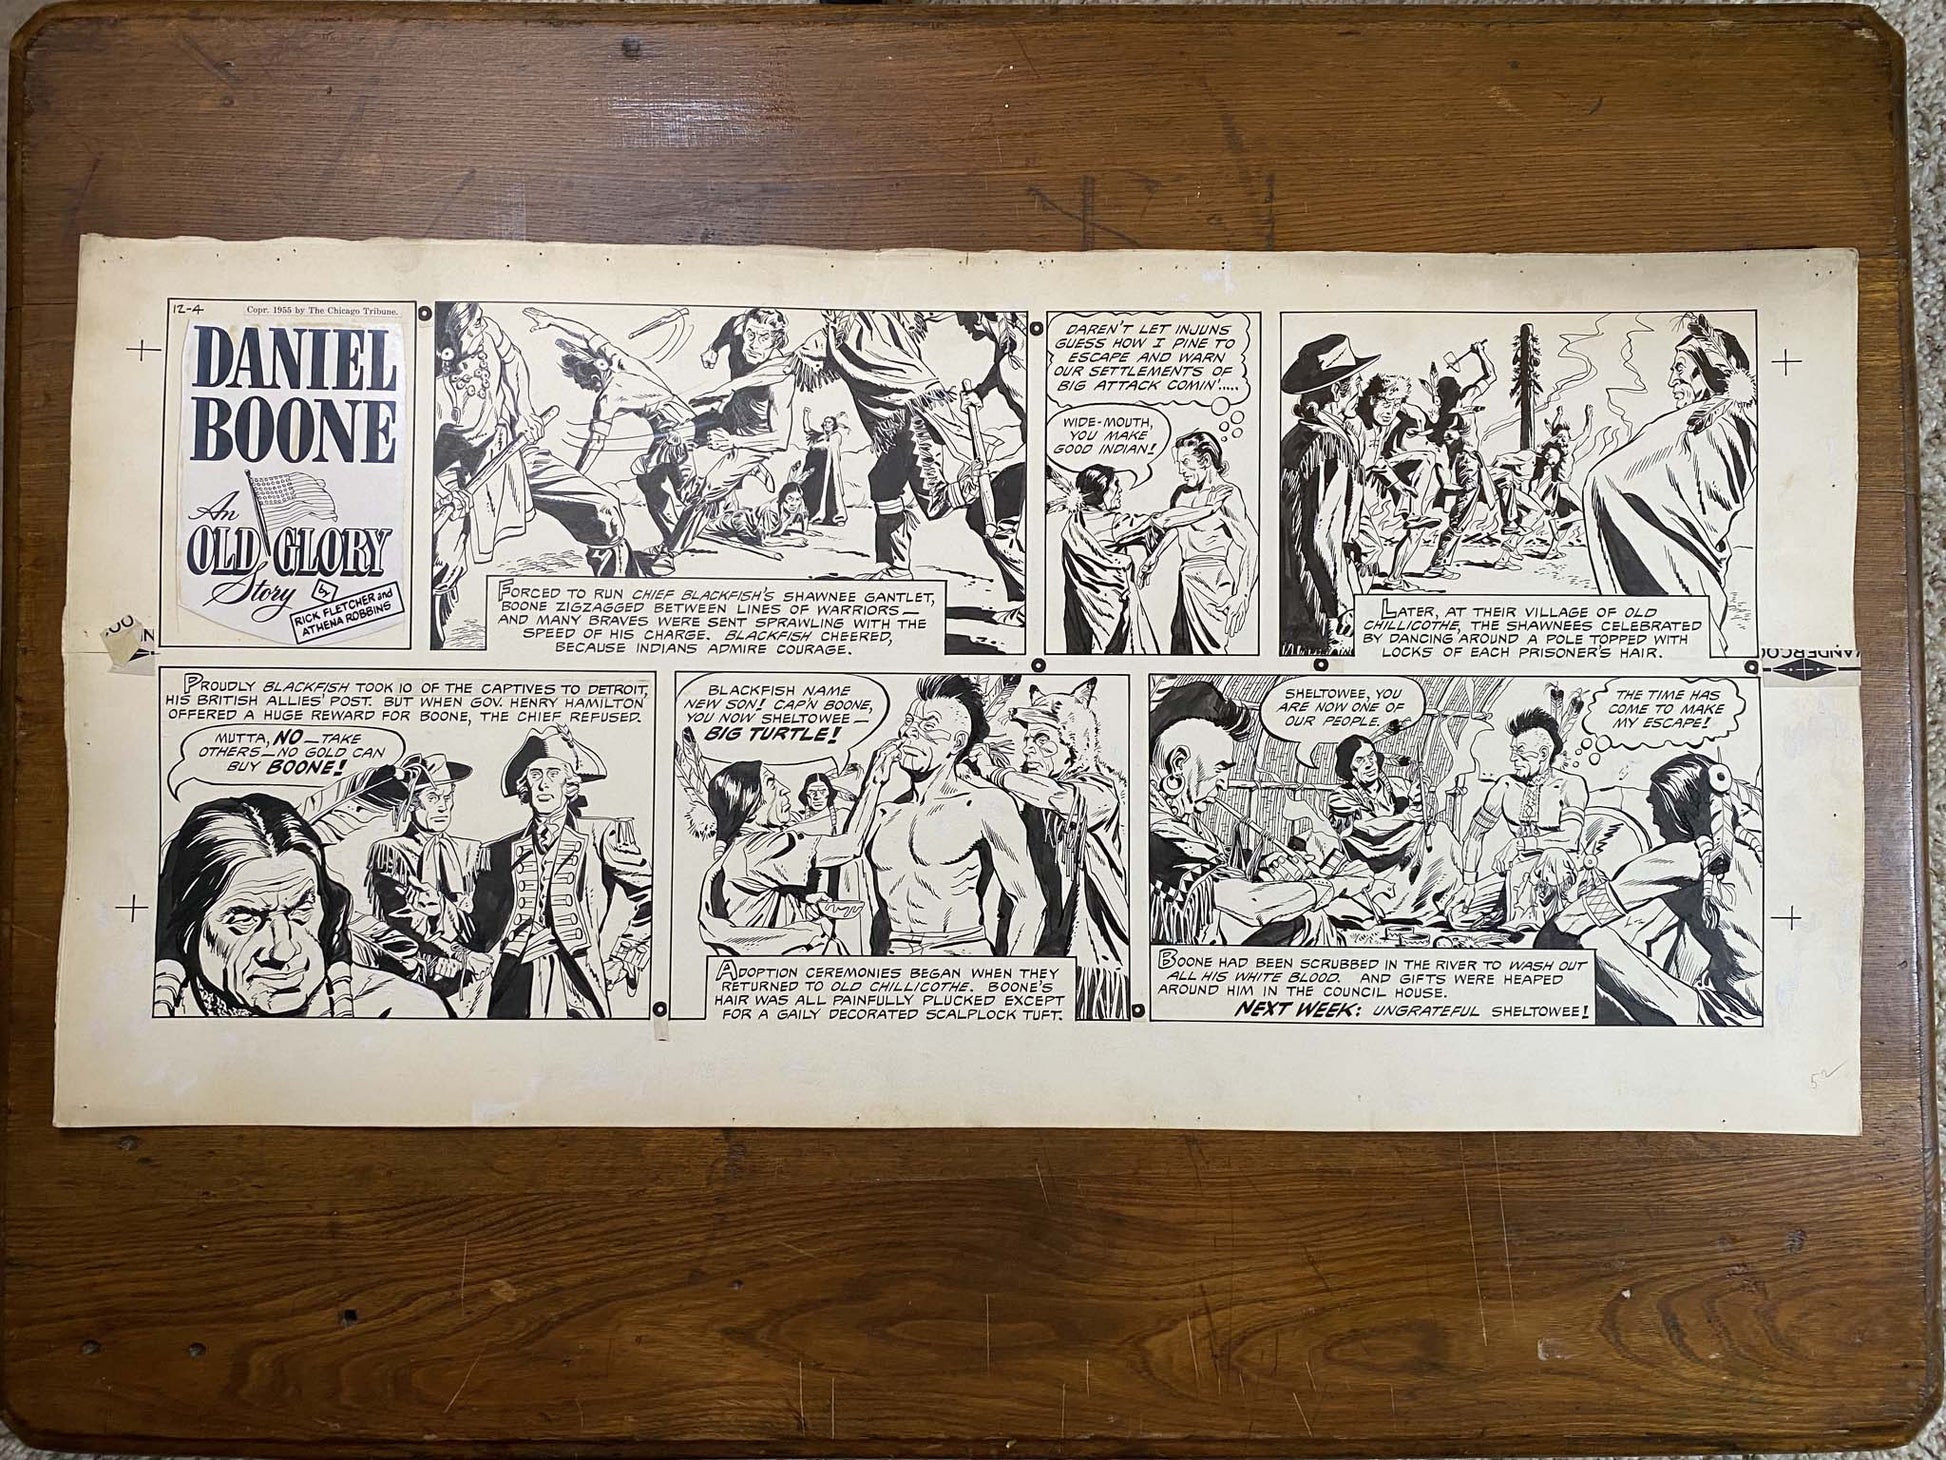 12-4
Copr. 1955 by The Chicago Tribune.
DANIEL
BOONE
An
OLD GLORY
Story
by
RICK FLETCHER and
ATHENA ROBBINS
FORCED TO RUN CHIEF BLACKFISH'S SHAWNEE GANTLET,
BOONE ZIGZAGGED BETWEEN LINES OF WARRIORS—
AND MANY BRAVES WERE SENT SPRAWLING WITH THE
SPEED OF HIS CHARGE. BLACKFISH CHEERED,
BECAUSE INDIANS ADMIRE COURAGE.
DAREN'T LET INJUNS
GUESS HOW I PINE TO
ESCAPE AND WARN
OUR SETTLEMENTS OF
BIG ATTACK COMIN'.....
WIDE-MOUTH,
YOU MAKE
GOOD INDIAN!
LATER, AT THEIR VILLAGE OF OLD
CHILLICOTHE, THE SHAWNEES CELEBRATED
BY DANCING AROUND A POLE TOPPED WITH
LOCKS OF EACH PRISONER'S HAIR.
PROUDLY BLACKFISH TOOK 10 OF THE CAPTIVES TO DETROIT,
HIS BRITISH ALLIES' POST. BUT WHEN GOV. HENRY HAMILTON
OFFERED A HUGE REWARD FOR BOONE, THE CHIEF REFUSED.
MUTTA, NO—TAKE
OTHERS—NO GOLD CAN
BUY BOONE!
BLACKFISH NAME
NEW SON! CAP'N BOONE,
YOU NOW SHELTOWEE—
BIG TURTLE!
ADOPTION CEREMONIES BEGAN WHEN THEY
RETURNED TO OLD CHILLICOTHE. BOONE'S
HAIR WAS ALL PAINFULLY PLUCKED EXCEPT
FOR A GAILY DECORATED SCALPLOCK TUFT.
SHELTOWEE, YOU
ARE NOW ONE OF
OUR PEOPLE.
THE TIME HAS
COME TO MAKE
MY ESCAPE!
BOONE HAD BEEN SCRUBBED IN THE RIVER TO WASH OUT
ALL HIS WHITE BLOOD. AND GIFTS WERE HEAPED
AROUND HIM IN THE COUNCIL HOUSE.
NEXT WEEK: UNGRATEFUL SHELTOWEE!
52